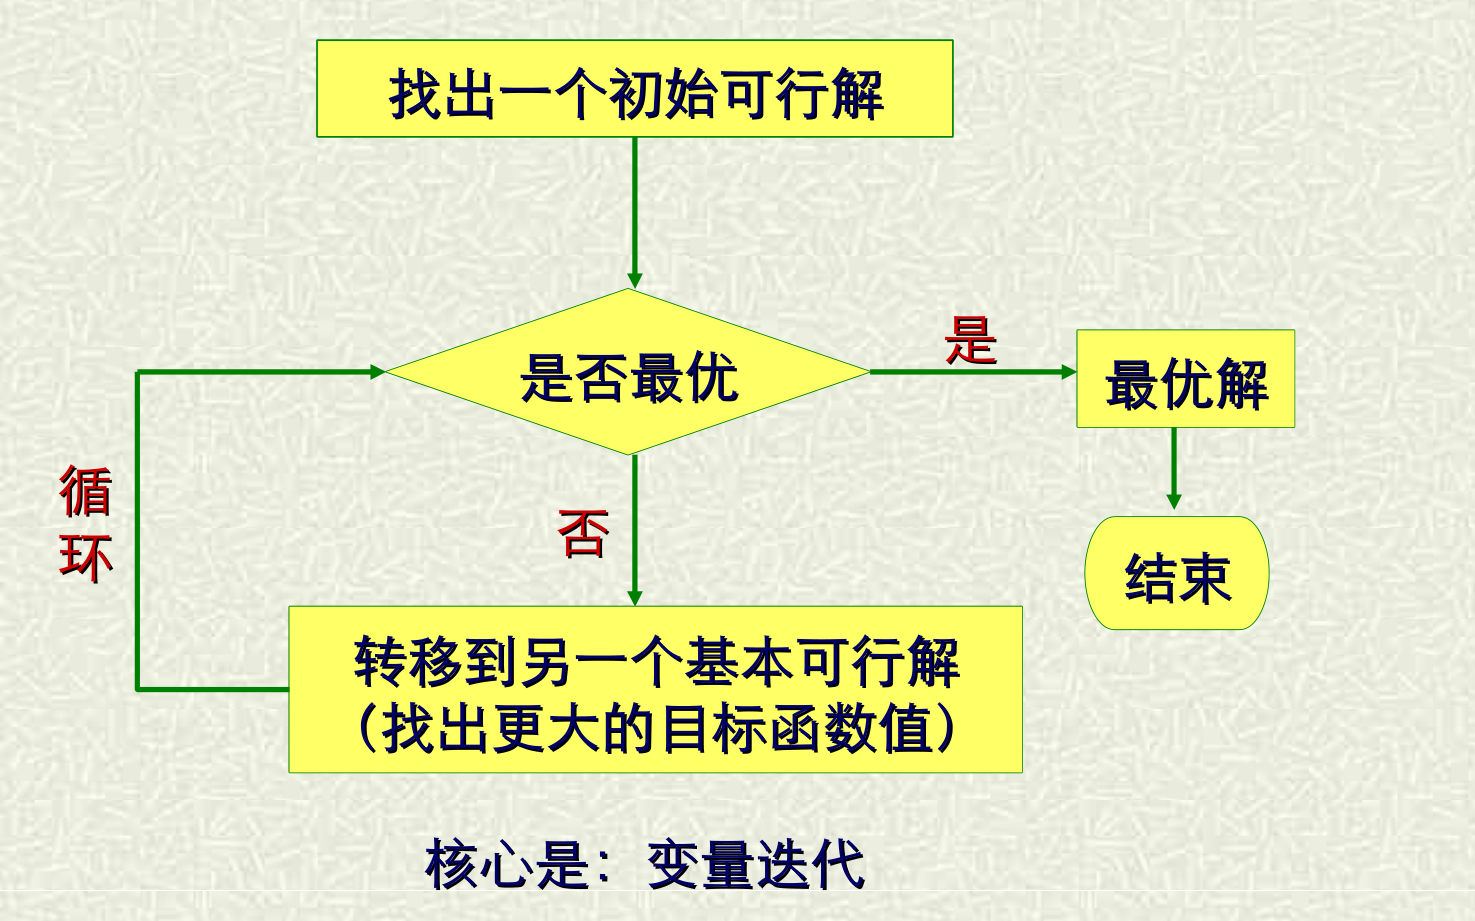 找出一个初始可行解
是否最优
是
最优解
循
环
否
结束
转移到另一个基本可行解
(找出更大的目标函数值)
核心是：变量迭代